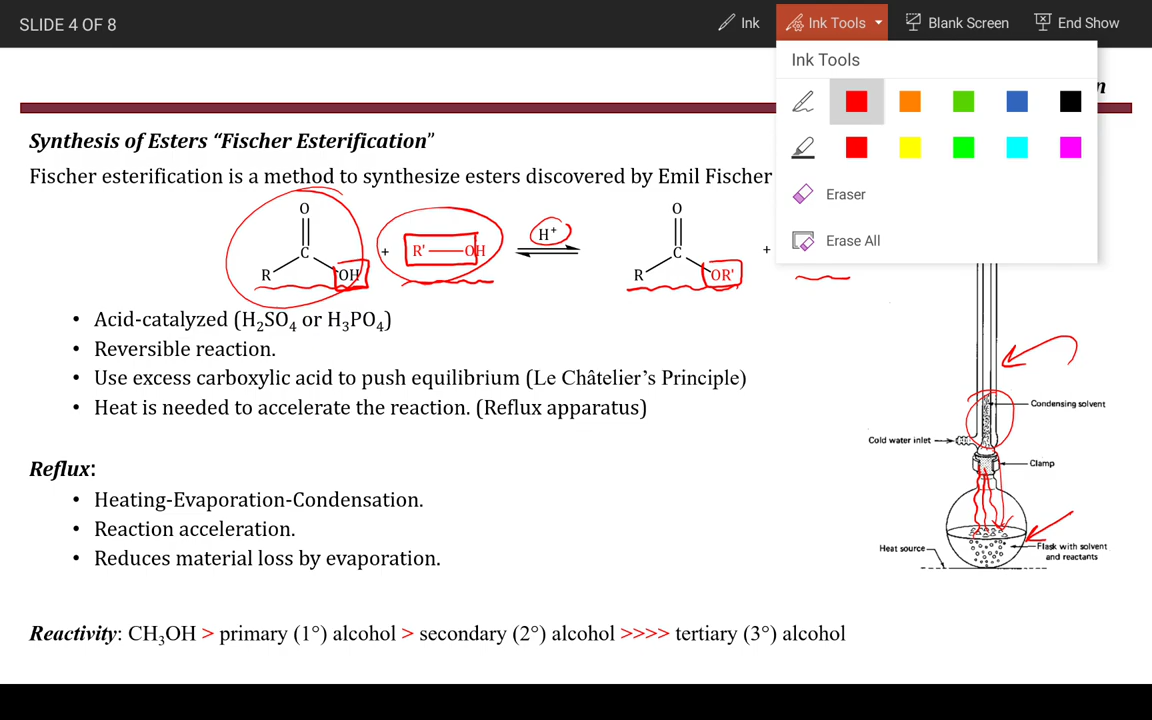 SLIDE 4 OF 8
Ink
Ink Tools
Blank Screen
End Show
Ink Tools
Eraser
Erase All
n
Synthesis of Esters “Fischer Esterification”
Fischer esterification is a method to synthesize esters discovered by Emil Fischer
O
C
R
OH
+
R'
OH
H+
O
C
R
OR'
+
• Acid-catalyzed (H₂SO₄ or H₃PO₄)
• Reversible reaction.
• Use excess carboxylic acid to push equilibrium (Le Châtelier’s Principle)
• Heat is needed to accelerate the reaction. (Reflux apparatus)
Condensing solvent
Cold water inlet
Clamp
Heat source
Flask with solvent
and reactants
Reflux:
• Heating-Evaporation-Condensation.
• Reaction acceleration.
• Reduces material loss by evaporation.
Reactivity: CH₃OH > primary (1°) alcohol > secondary (2°) alcohol >>>> tertiary (3°) alcohol